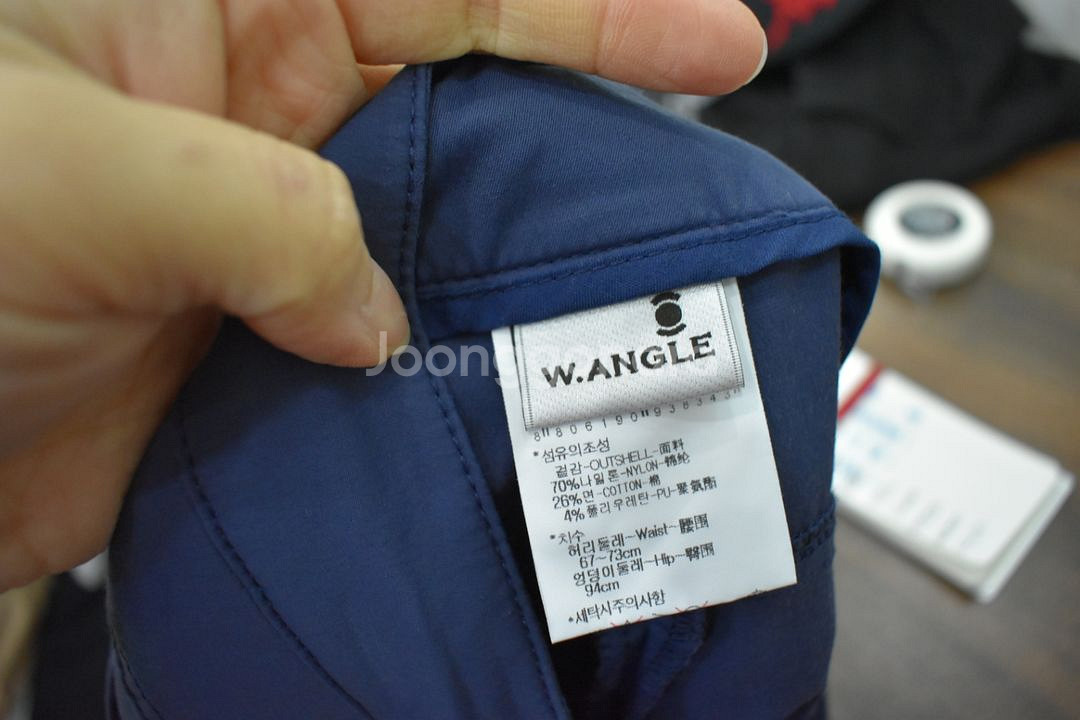 W.ANGLE
8"806190"938343"
*섬유의조성
겉감-OUTSHELL-面料
70%나일론-NYLON-锦纶
26%면-COTTON-棉
4%폴리우레탄-PU-聚氨酯
*치수
허리둘레~Waist~腰围
67~73cm
엉덩이둘레~Hip~臀围
94cm
*세탁시주의사항